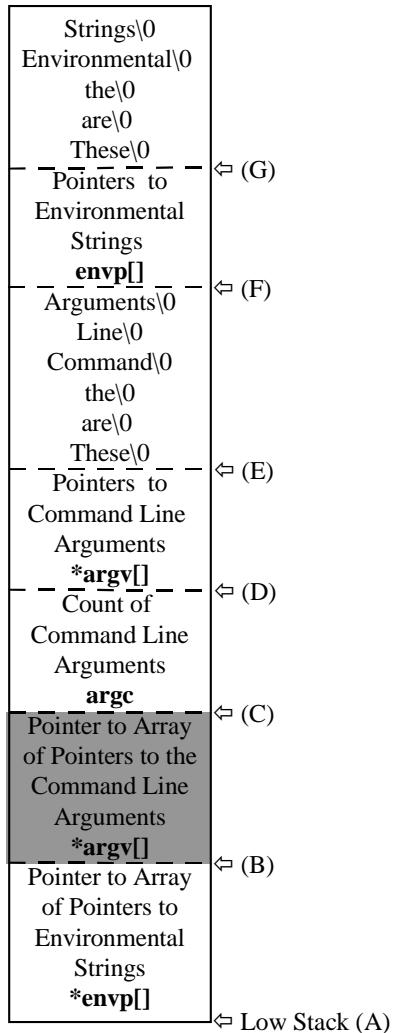 Strings\0
Environmental\0
the\0
are\0
These\0
⇦ (G)
Pointers to
Environmental
Strings
envp[]
⇦ (F)
Arguments\0
Line\0
Command\0
the\0
are\0
These\0
⇦ (E)
Pointers to
Command Line
Arguments
*argv[]
⇦ (D)
Count of
Command Line
Arguments
argc
⇦ (C)
Pointer to Array
of Pointers to the
Command Line
Arguments
*argv[]
⇦ (B)
Pointer to Array
of Pointers to
Environmental
Strings
*envp[]
⇦ Low Stack (A)